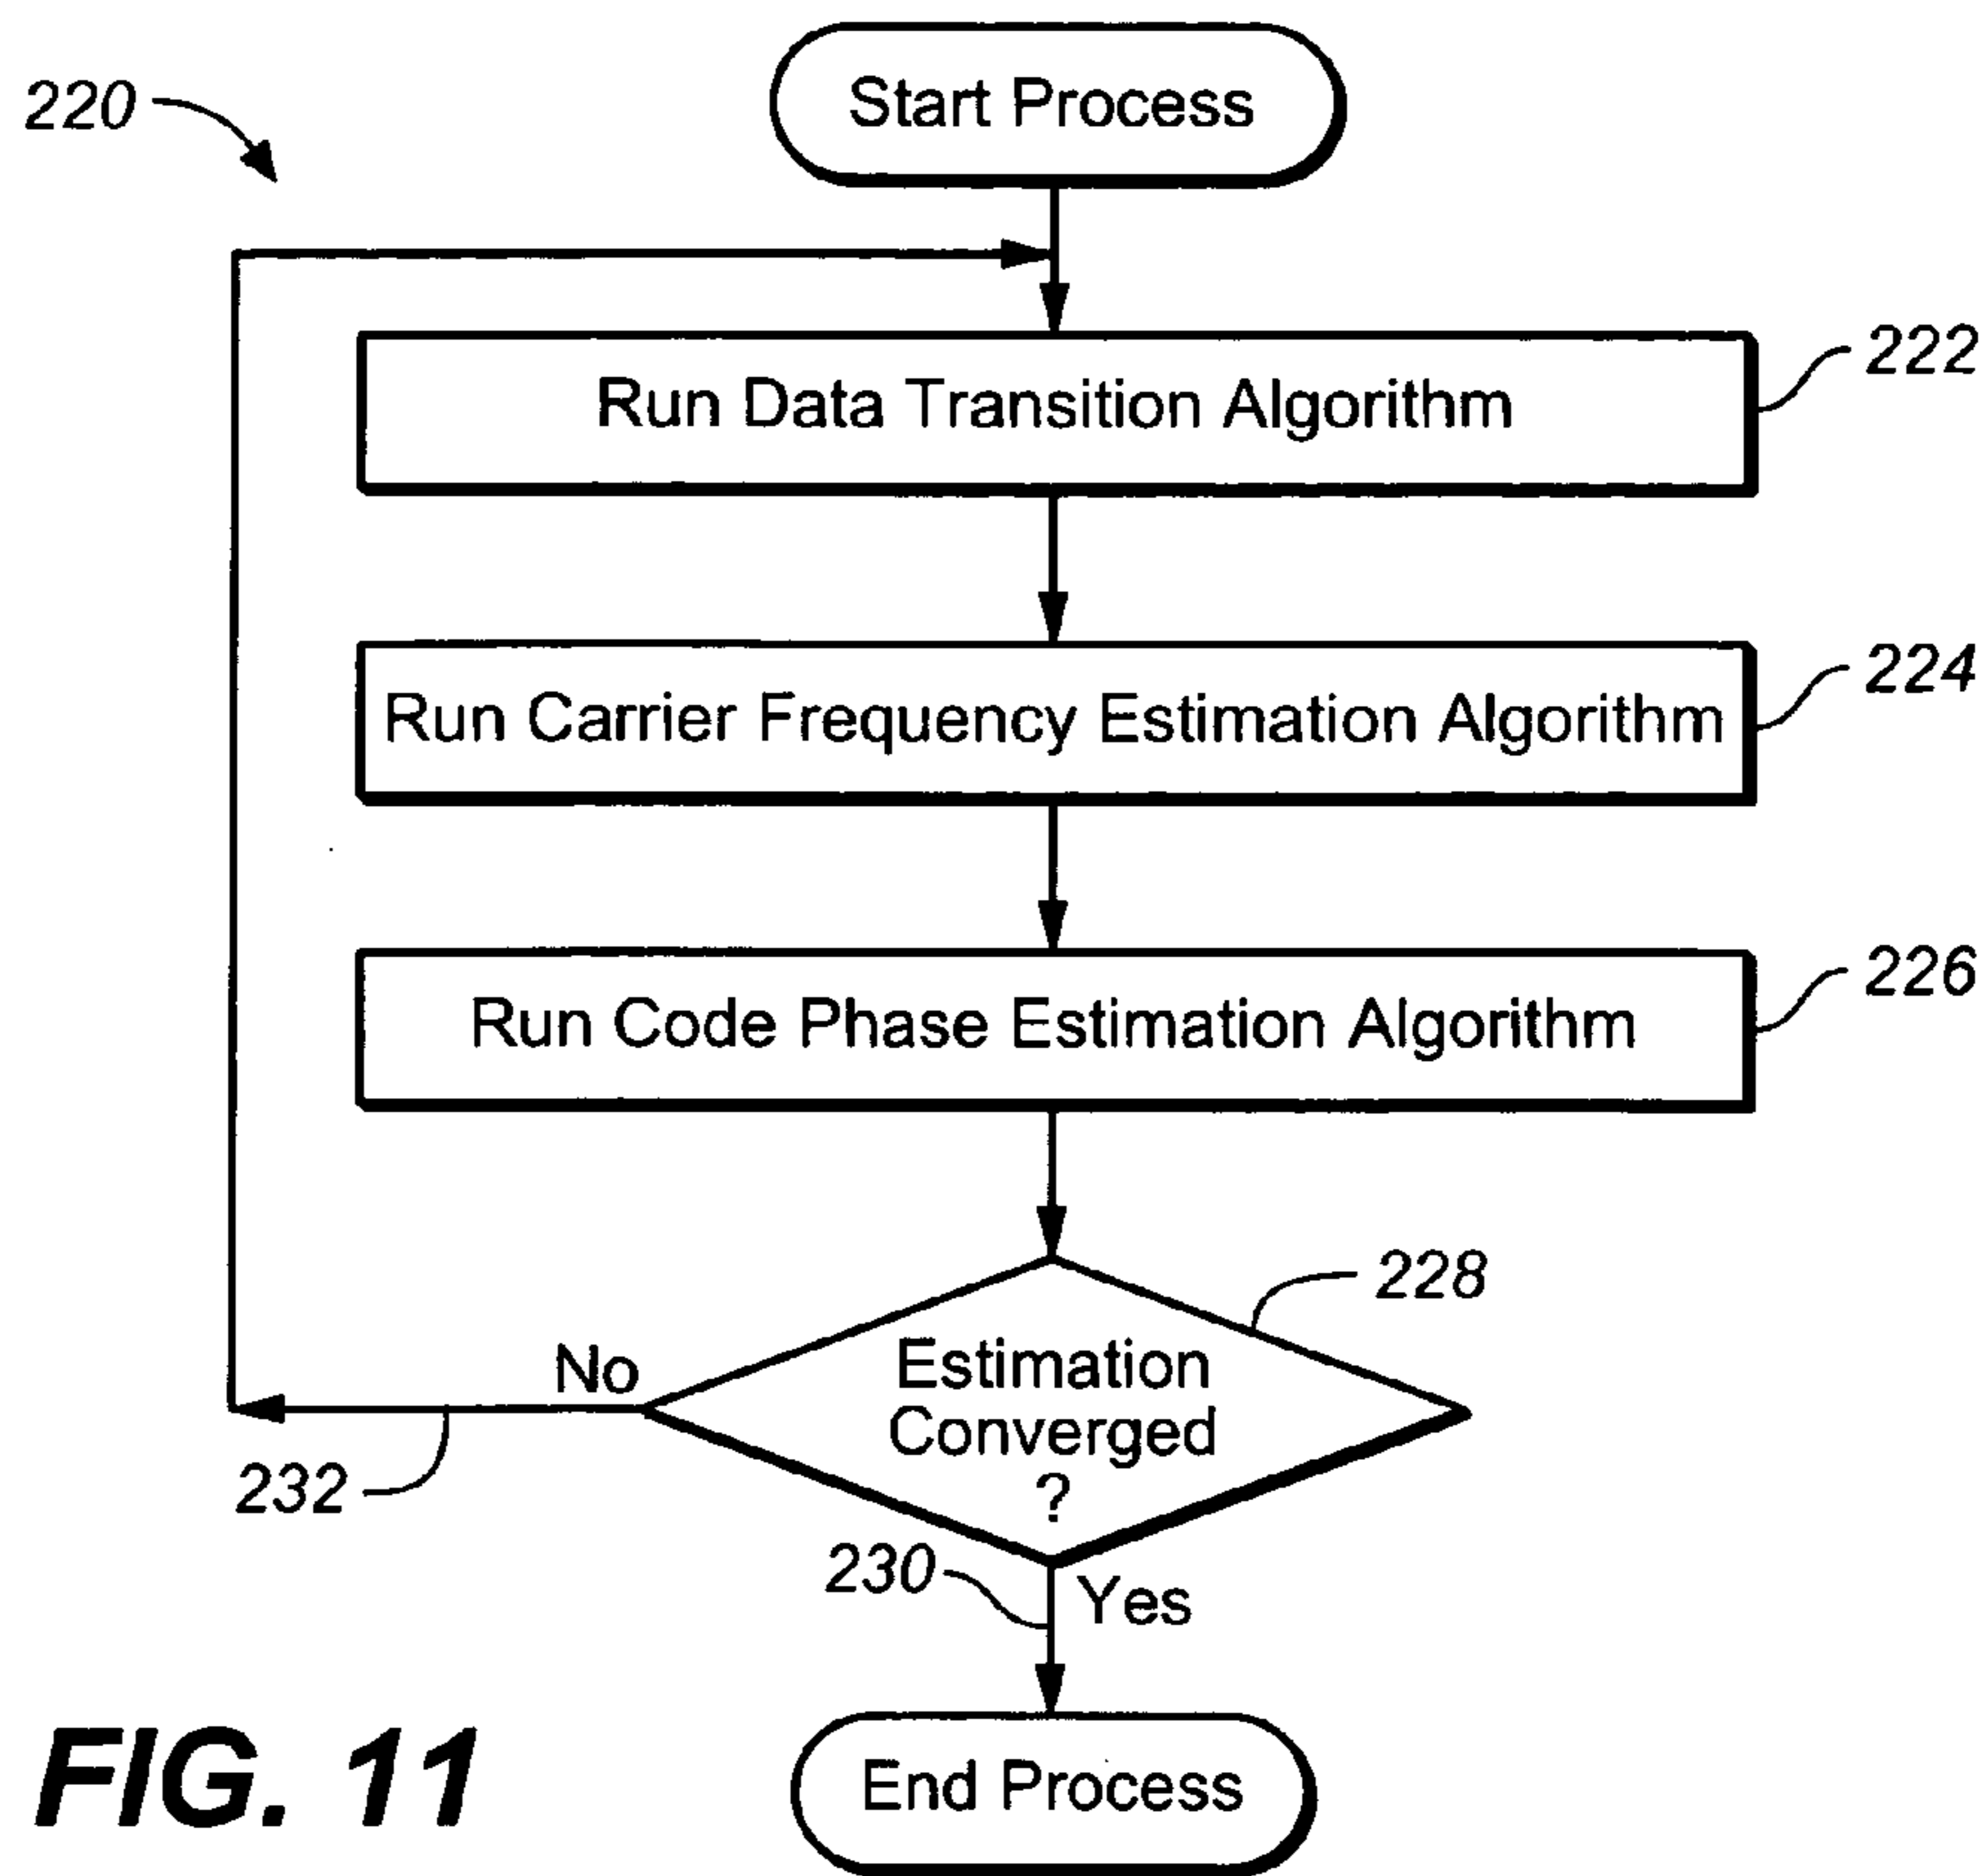 Start Process
220
Run Data Transition Algorithm
222
Run Carrier Frequency Estimation Algorithm
224
Run Code Phase Estimation Algorithm
226
228
Estimation
Converged
?
No
232
230
Yes
End Process
FIG. 11